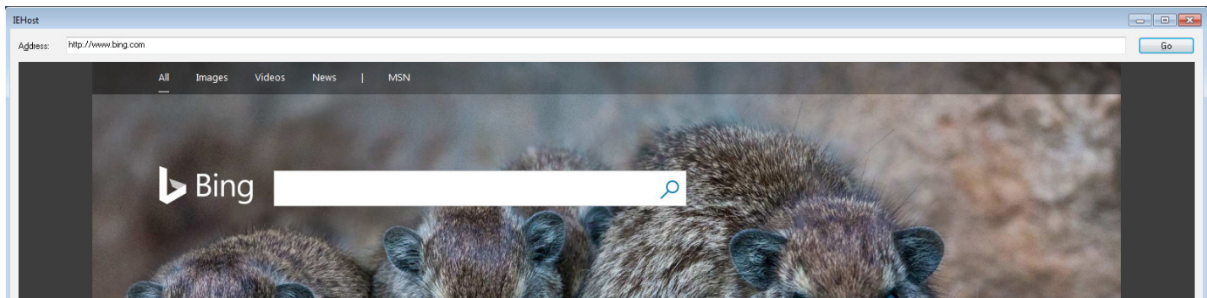 IEHost
Address: http://www.bing.com Go
All Images Videos News | MSN
Bing